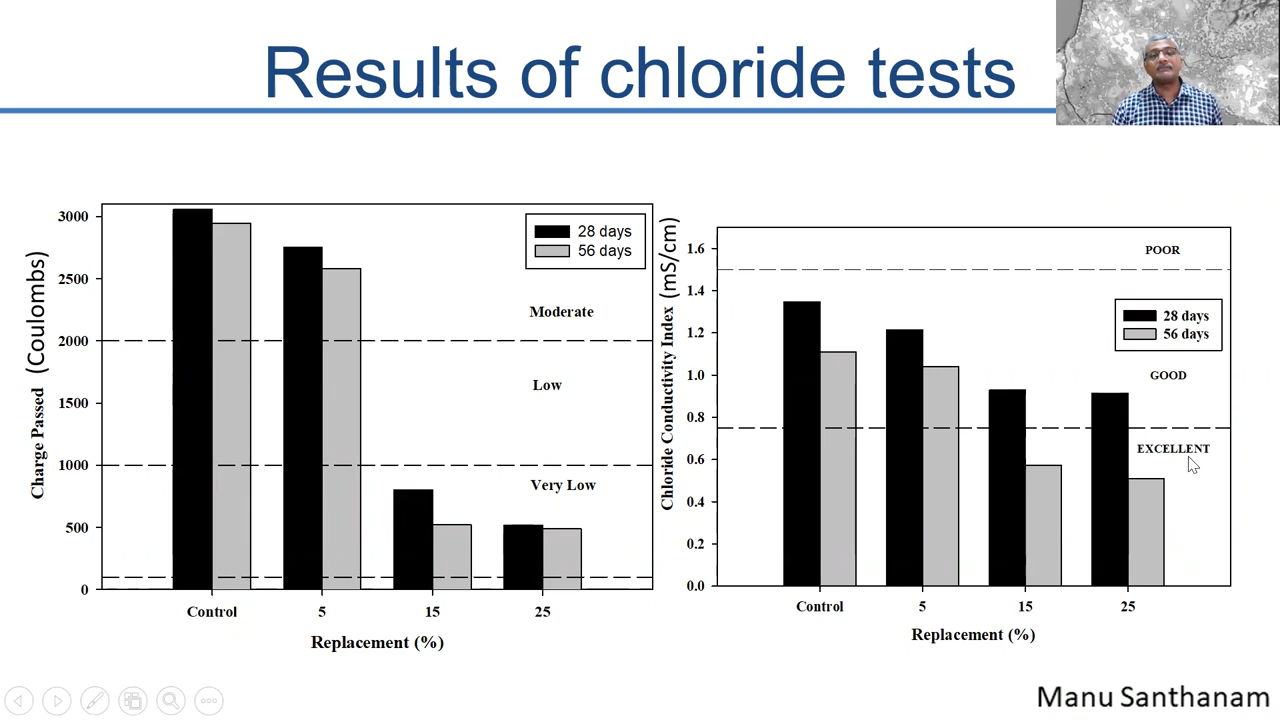 Results of chloride tests
Charge Passed (Coulombs)
3000
2500
2000
1500
1000
500
0
28 days
56 days
Moderate
Low
Very Low
Control
5
15
25
Replacement (%)
Chloride Conductivity Index (mS/cm)
1.6
1.4
1.2
1.0
0.8
0.6
0.4
0.2
0.0
POOR
28 days
56 days
GOOD
EXCELLENT
Control
5
15
25
Replacement (%)
Manu Santhanam